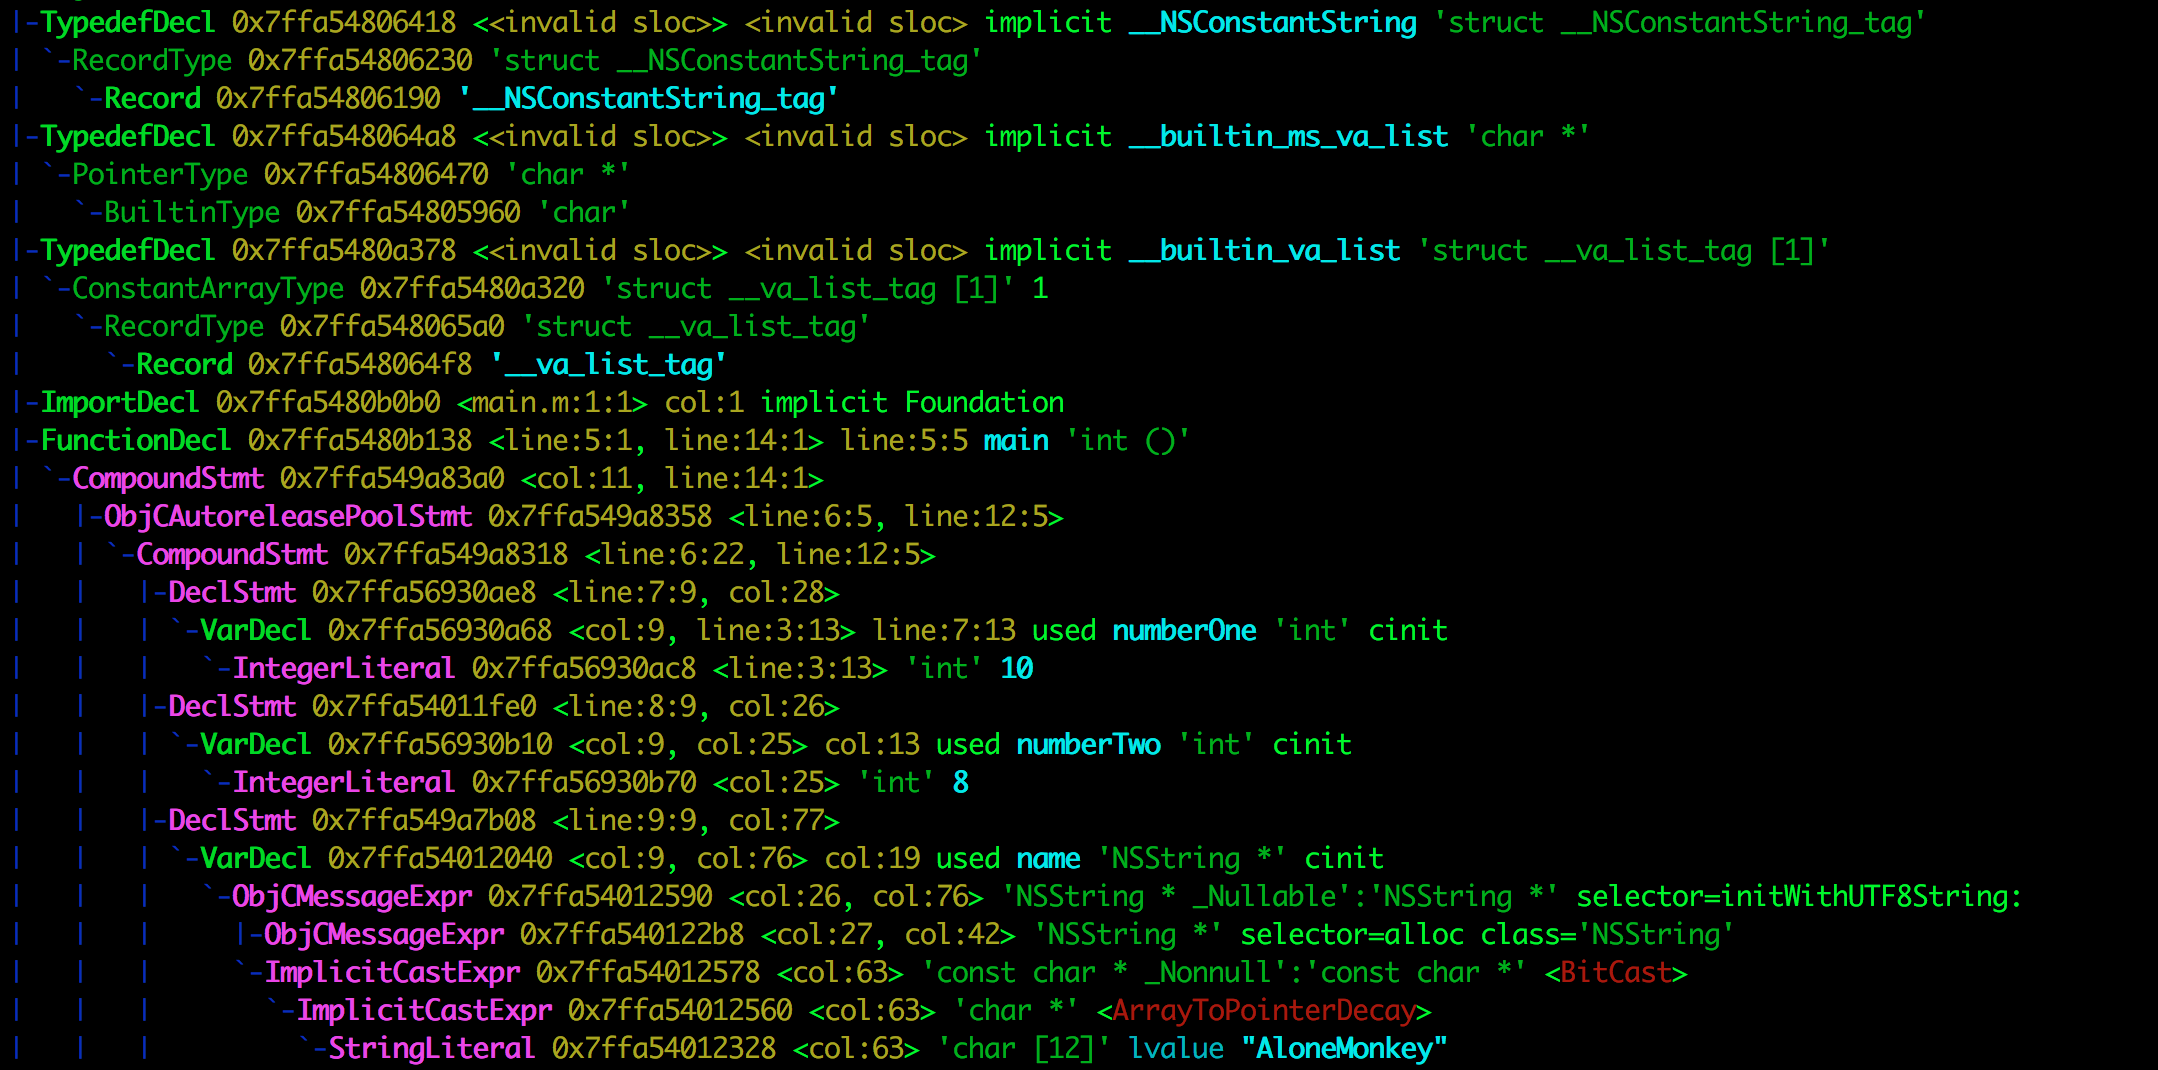 |-TypedefDecl 0x7ffa54806418 <<invalid sloc>> <invalid sloc> implicit __NSConstantString 'struct __NSConstantString_tag'
| `-RecordType 0x7ffa54806230 'struct __NSConstantString_tag'
|   `-Record 0x7ffa54806190 '__NSConstantString_tag'
|-TypedefDecl 0x7ffa548064a8 <<invalid sloc>> <invalid sloc> implicit __builtin_ms_va_list 'char *'
| `-PointerType 0x7ffa54806470 'char *'
|   `-BuiltinType 0x7ffa54805960 'char'
|-TypedefDecl 0x7ffa5480a378 <<invalid sloc>> <invalid sloc> implicit __builtin_va_list 'struct __va_list_tag [1]'
| `-ConstantArrayType 0x7ffa5480a320 'struct __va_list_tag [1]' 1
|   `-RecordType 0x7ffa548065a0 'struct __va_list_tag'
|     `-Record 0x7ffa548064f8 '__va_list_tag'
|-ImportDecl 0x7ffa5480b0b0 <main.m:1:1> col:1 implicit Foundation
|-FunctionDecl 0x7ffa5480b138 <line:5:1, line:14:1> line:5:5 main 'int ()'
| `-CompoundStmt 0x7ffa549a83a0 <col:11, line:14:1>
|   |-ObjCAutoreleasePoolStmt 0x7ffa549a8358 <line:6:5, line:12:5>
|   | `-CompoundStmt 0x7ffa549a8318 <line:6:22, line:12:5>
|   |   |-DeclStmt 0x7ffa56930ae8 <line:7:9, col:28>
|   |   | `-VarDecl 0x7ffa56930a68 <col:9, line:3:13> line:7:13 used numberOne 'int' cinit
|   |   |   `-IntegerLiteral 0x7ffa56930ac8 <line:3:13> 'int' 10
|   |   |-DeclStmt 0x7ffa54011fe0 <line:8:9, col:26>
|   |   | `-VarDecl 0x7ffa56930b10 <col:9, col:25> col:13 used numberTwo 'int' cinit
|   |   |   `-IntegerLiteral 0x7ffa56930b70 <col:25> 'int' 8
|   |   |-DeclStmt 0x7ffa549a7b08 <line:9:9, col:77>
|   |   | `-VarDecl 0x7ffa54012040 <col:9, col:76> col:19 used name 'NSString *' cinit
|   |   |   `-ObjCMessageExpr 0x7ffa54012590 <col:26, col:76> 'NSString * _Nullable':'NSString *' selector=initWithUTF8String:
|   |   |     |-ObjCMessageExpr 0x7ffa540122b8 <col:27, col:42> 'NSString *' selector=alloc class='NSString'
|   |   |     `-ImplicitCastExpr 0x7ffa54012578 <col:63> 'const char * _Nonnull':'const char *' <BitCast>
|   |   |       `-ImplicitCastExpr 0x7ffa54012560 <col:63> 'char *' <ArrayToPointerDecay>
|   |   |         `-StringLiteral 0x7ffa54012328 <col:63> 'char [12]' lvalue "AloneMonkey"